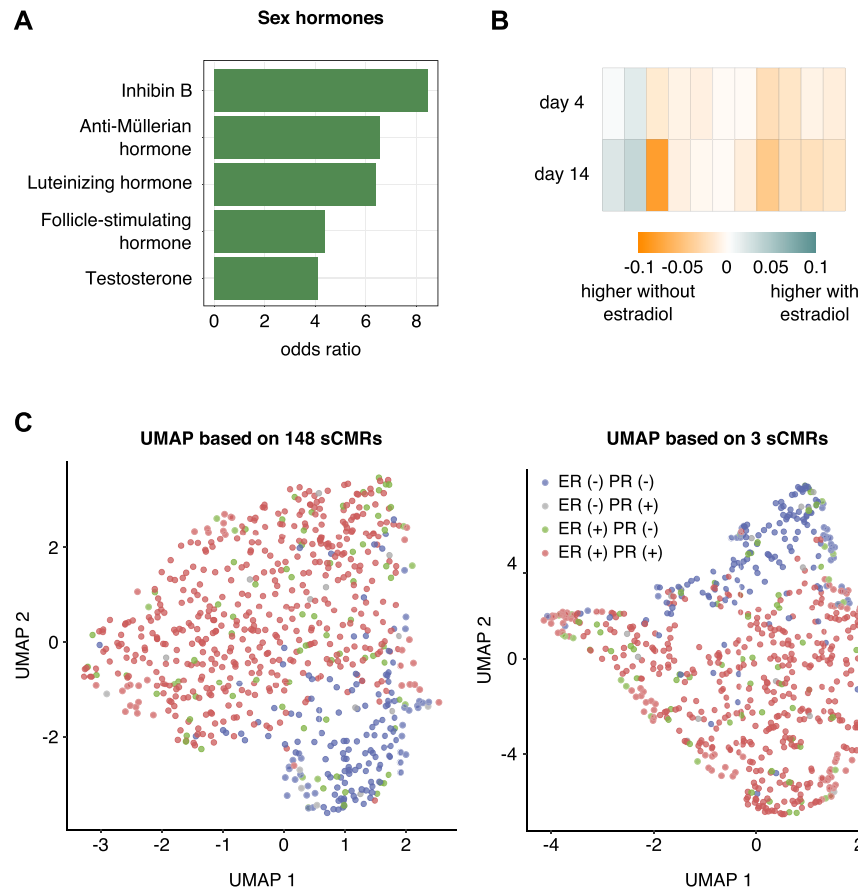 A
Sex hormones
Inhibin B
Anti-Müllerian
hormone
Luteinizing hormone
Follicle-stimulating
hormone
Testosterone
0 2 4 6 8
odds ratio
B
day 4
day 14
-0.1 -0.05 0 0.05 0.1
higher without
estradiol
higher with
estradiol
C
UMAP based on 148 sCMRs
UMAP 2
2
0
-2
-3 -2 -1 0 1 2
UMAP 1
UMAP based on 3 sCMRs
ER (-) PR (-)
ER (-) PR (+)
ER (+) PR (-)
ER (+) PR (+)
UMAP 2
4
0
-4
-4 -2 0 2
UMAP 1